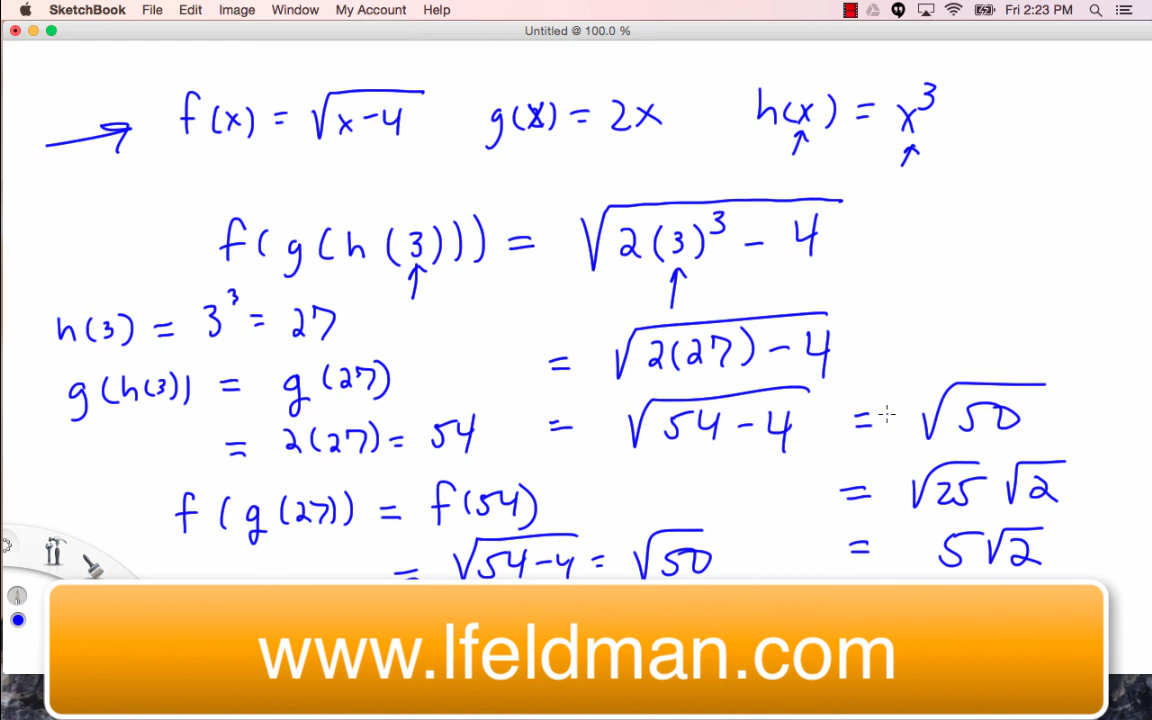 SketchBook File Edit Image Window My Account Help Fri 2:23 PM
Untitled @ 100.0 %
f(x) = √(x-4) g(x) = 2x h(x) = x³
f(g(h(3))) = √(2(3)³ - 4)
h(3) = 3³ = 27
= √(2(27) - 4)
g(h(3)) = g(27)
= 2(27) = 54
= √(54-4) = √50
= √25 √2
f(g(27)) = f(54)
= √(54-4) = √50
= 5√2
www.lfeldman.com